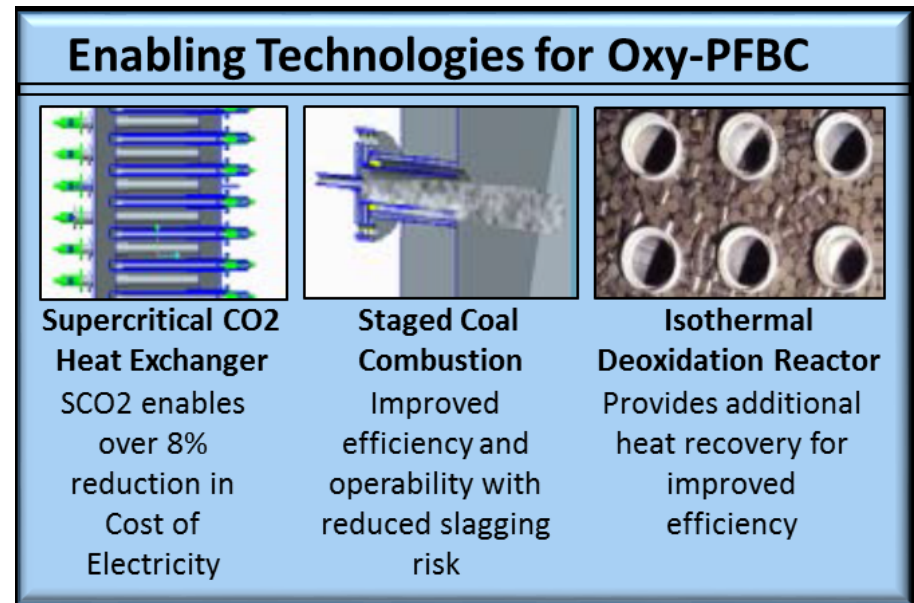 Enabling Technologies for Oxy-PFBC
Supercritical CO2
Heat Exchanger
SCO2 enables
over 8%
reduction in
Cost of
Electricity
Staged Coal
Combustion
Improved
efficiency and
operability with
reduced slagging
risk
Isothermal
Deoxidation Reactor
Provides additional
heat recovery for
improved
efficiency